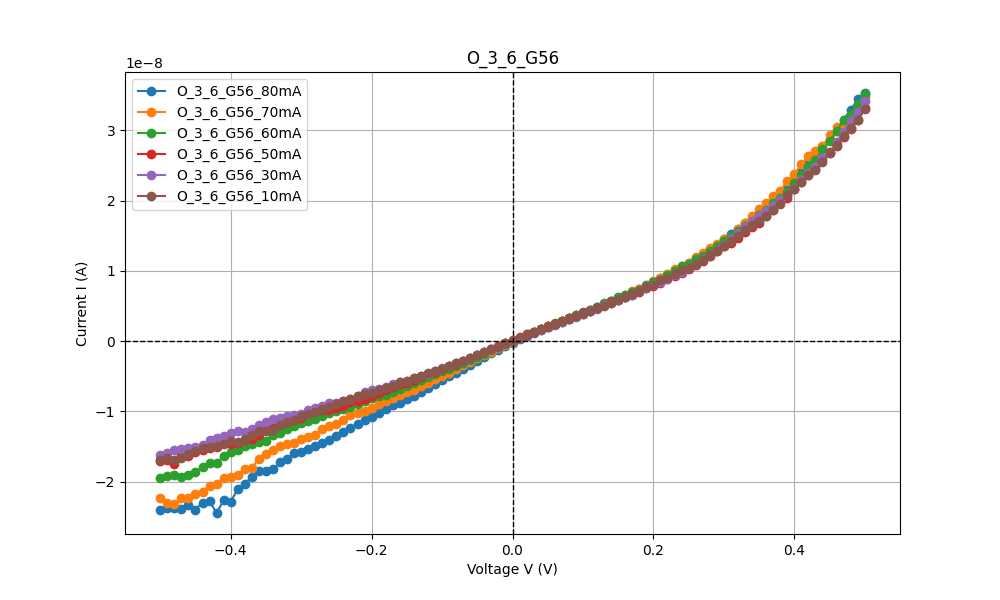 O_3_6_G56
1e−8
O_3_6_G56_80mA
O_3_6_G56_70mA
O_3_6_G56_60mA
O_3_6_G56_50mA
O_3_6_G56_30mA
O_3_6_G56_10mA
3
2
1
0
−1
−2
Current I (A)
−0.4 −0.2 0.0 0.2 0.4
Voltage V (V)